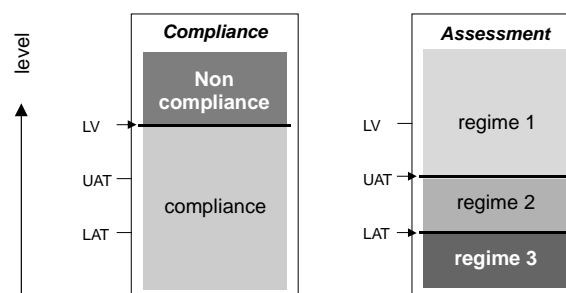 level
Compliance
Non
compliance
LV
UAT
compliance
LAT
Assessment
LV
regime 1
UAT
regime 2
LAT
regime 3